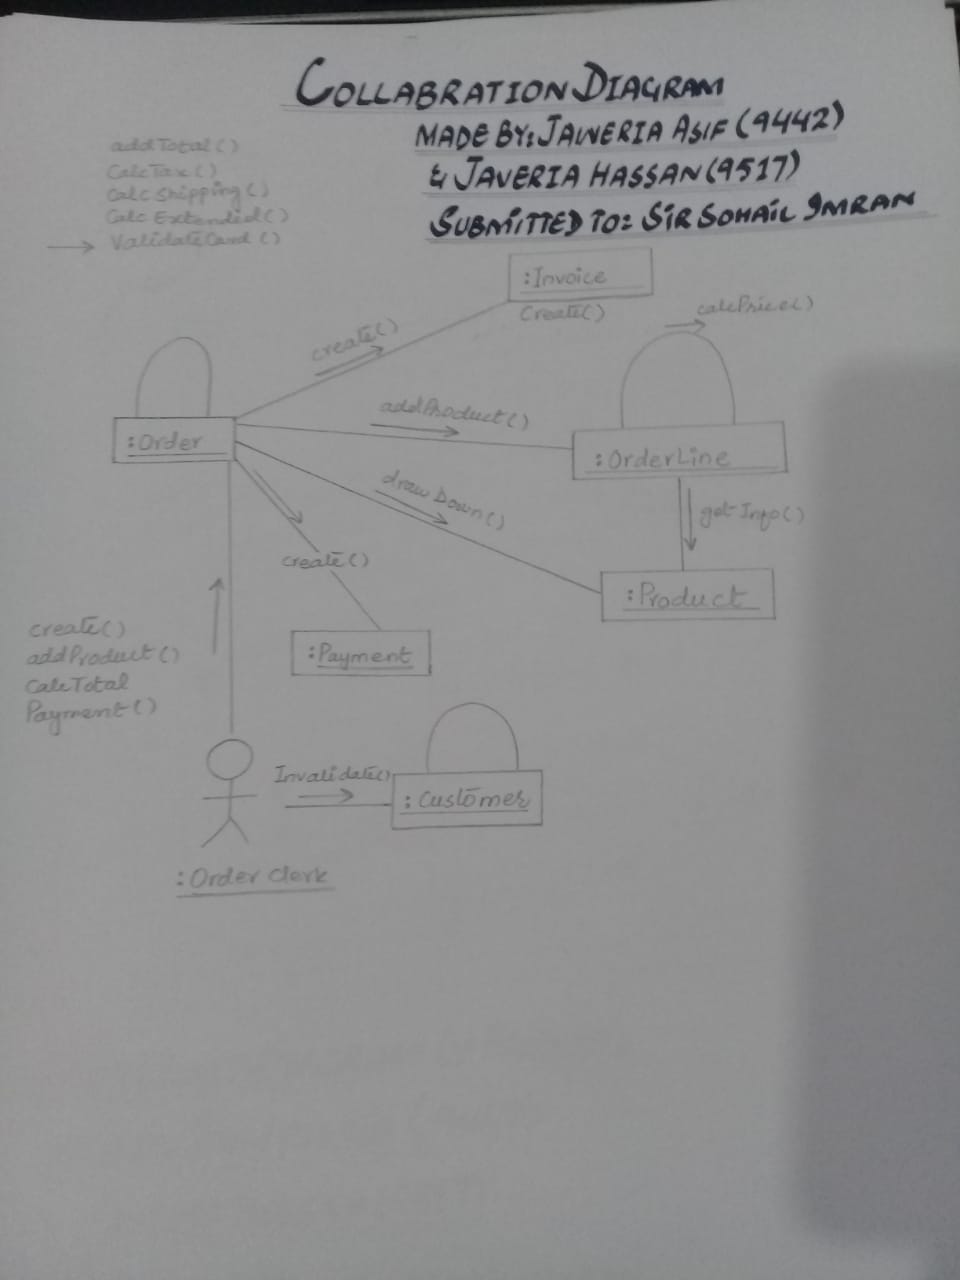 COLLABRATION DIAGRAM
MADE BY: JAWERIA ASIF (9442)
& JAVERIA HASSAN (9517)
SUBMITTED TO: SIR SOHAIL IMRAN
addTotal()
CalcTax()
Calc Shipping()
Calc Extended()
ValidateCard()
:Invoice
Create()
create()
calcPrice()
addProduct()
:Order
:OrderLine
drawDown()
getInfo()
create()
:Product
create()
addProduct()
CalcTotal
Payment()
:Payment
Invalidate()
:Customer
:Order Clerk